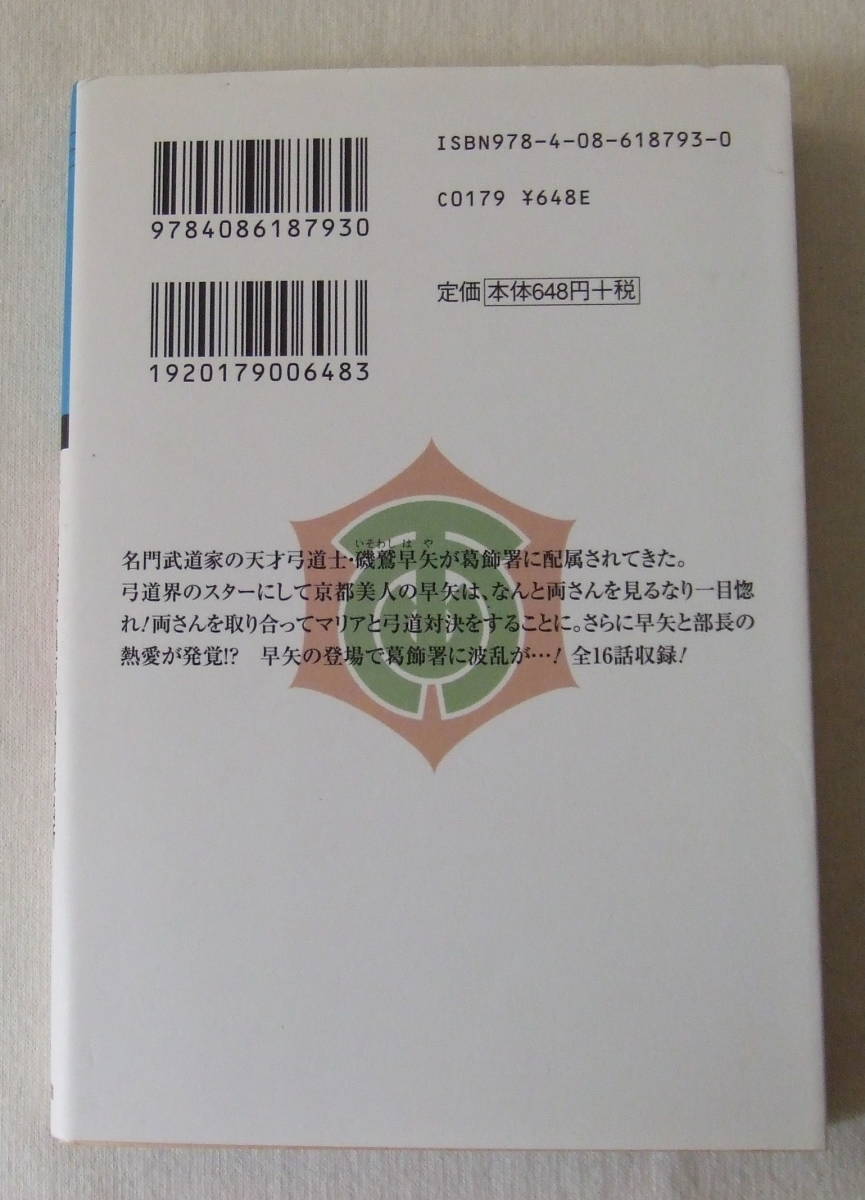 ISBN978-4-08-618793-0
C0179 ¥648E
9784086187930
定価 本体648円+税
1920179006483
名門武道家の天才弓道士・磯鷲早矢が葛飾署に配属されてきた。
いそわし はや
弓道界のスターにして京都美人の早矢は、なんと両さんを見るなり一目惚
れ!両さんを取り合ってマリアと弓道対決をすることに。さらに早矢と部長の
熱愛が発覚!? 早矢の登場で葛飾署に波乱が…! 全16話収録!